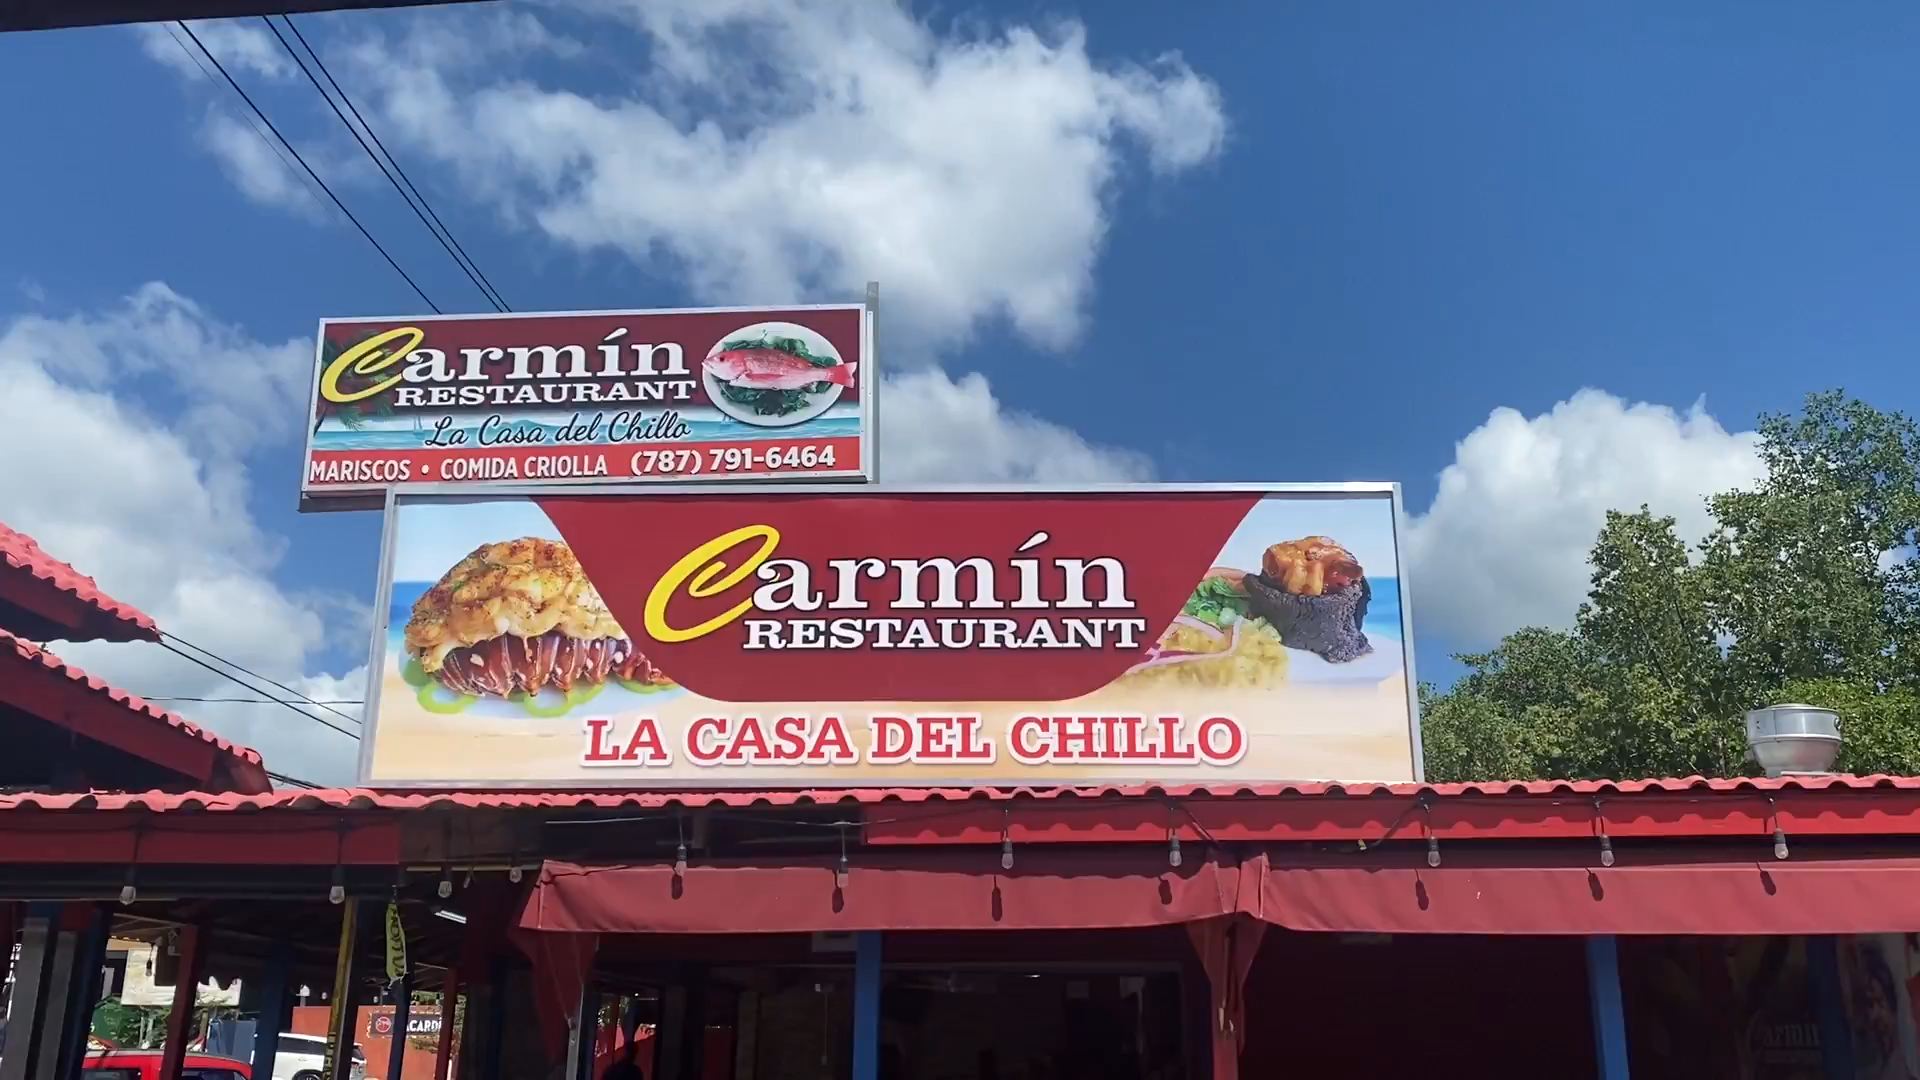 Carmín
RESTAURANT
La Casa del Chillo
MARISCOS • COMIDA CRIOLLA (787) 791-6464
Carmín
RESTAURANT
LA CASA DEL CHILLO